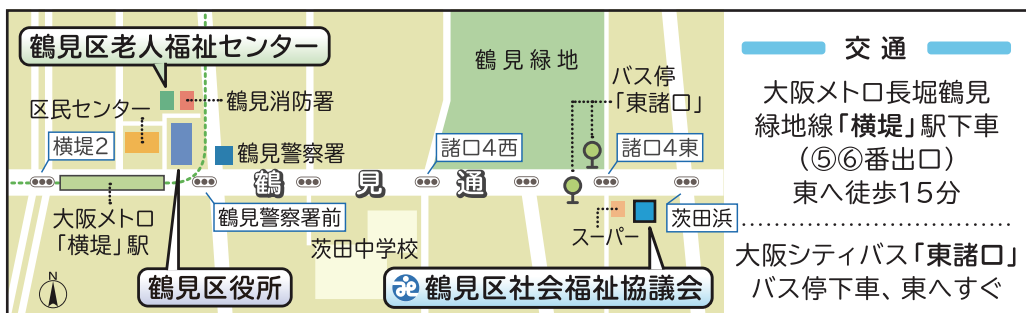 鶴見区老人福祉センター
鶴見緑地
バス停
「東諸口」
区民センター
鶴見消防署
横堤2
鶴見警察署
諸口4西
諸口4東
鶴見通
大阪メトロ
「横堤」駅
鶴見警察署前
茨田中学校
スーパー
茨田浜
N
鶴見区役所
鶴見区社会福祉協議会
交通
大阪メトロ長堀鶴見
緑地線「横堤」駅下車
(⑤⑥番出口)
東へ徒歩15分
大阪シティバス「東諸口」
バス停下車、東へすぐ